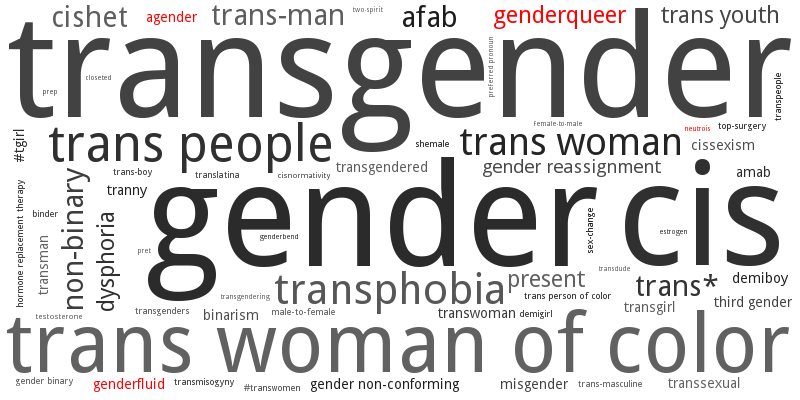 cishet
agender
trans-man
two-spirit
afab
genderqueer
trans youth
transgender
prep
closeted
preferred pronoun
transpeople
#tgirl
trans people
Female-to-male
shemale
trans woman
neutrois
top-surgery
cissexism
trans-boy
translatina
cisnormativity
transgendered
gender reassignment
amab
hormone replacement therapy
binder
transman
non-binary
dysphoria
tranny
gender
cis
pret
genderbend
sex-change
estrogen
transdude
transgendering
transphobia
present
trans person of color
trans*
demiboy
testosterone
transgenders
binarism
male-to-female
transwoman
demigirl
transgirl
third gender
trans woman of color
gender binary
genderfluid
transmisogyny
#transwomen
gender non-conforming
misgender
trans-masculine
transsexual